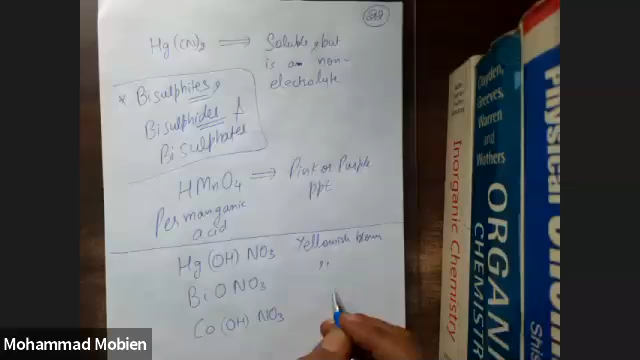 222
Hg(CN)2 ⟹ Soluble, but
is a non-
electrolyte
* Bisulphites,
Bisulphides &
Bisulphates
HMnO4 ⟹ Pink or Purple
ppt
Permanganic
acid
Hg(OH)NO3 Yellowish brown
BiONO3 ,,
Co(OH)NO3
Inorganic Chemistry
Clayden,
Greeves,
Warren
and
Wothers
ORGANIC
CHEMISTRY
Physical
Mohammad Mobien